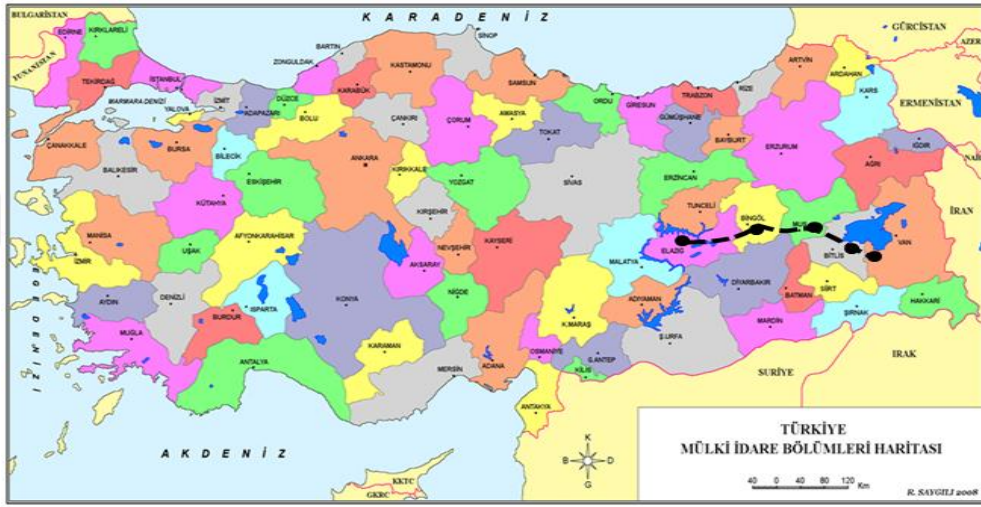 BULGARİSTAN
K A R A D E N İ Z
GÜRCİSTAN
EDİRNE
KIRKLARELİ
SİNOP
BARTIN
KASTAMONU
ZONGULDAK
ARTVİN
AZER
YUNANİSTAN
TEKİRDAĞ
İSTANBUL
KARABÜK
SAMSUN
ARDAHAN
MARMARA DENİZİ
YALOVA
İZMİT
ADAPAZARI
DÜZCE
BOLU
ÇANKIRI
ÇORUM
AMASYA
ORDU
GİRESUN
TRABZON
RİZE
KARS
ERMENİSTAN
ÇANAKKALE
BURSA
BİLECİK
TOKAT
GÜMÜŞHANE
BAYBURT
ERZURUM
IĞDIR
ANKARA
KIRIKKALE
BALIKESİR
ESKİŞEHİR
YOZGAT
SİVAS
ERZİNCAN
AĞRI
KÜTAHYA
KIRŞEHİR
TUNCELİ
BİNGÖL
MUŞ
İRAN
MANİSA
UŞAK
AFYONKARAHİSAR
NEVŞEHİR
KAYSERİ
ELAZIĞ
VAN
İZMİR
AKSARAY
MALATYA
BİTLİS
E G E D E N İ Z İ
AYDIN
DENİZLİ
ISPARTA
KONYA
NİĞDE
DİYARBAKIR
BATMAN
SİİRT
HAKKARİ
BURDUR
ADIYAMAN
K.MARAŞ
ŞIRNAK
MARDİN
MUĞLA
KARAMAN
Ş.URFA
ANTALYA
ADANA
OSMANİYE
G.ANTEP
KİLİS
MERSİN
IRAK
SURİYE
ANTAKYA
A K D E N İ Z
TÜRKİYE
MÜLKİ İDARE BÖLÜMLERİ HARİTASI
K
B D
G
KKTC
GKRC
40 0 40 80 120 Km
R. SAYGILI 2008